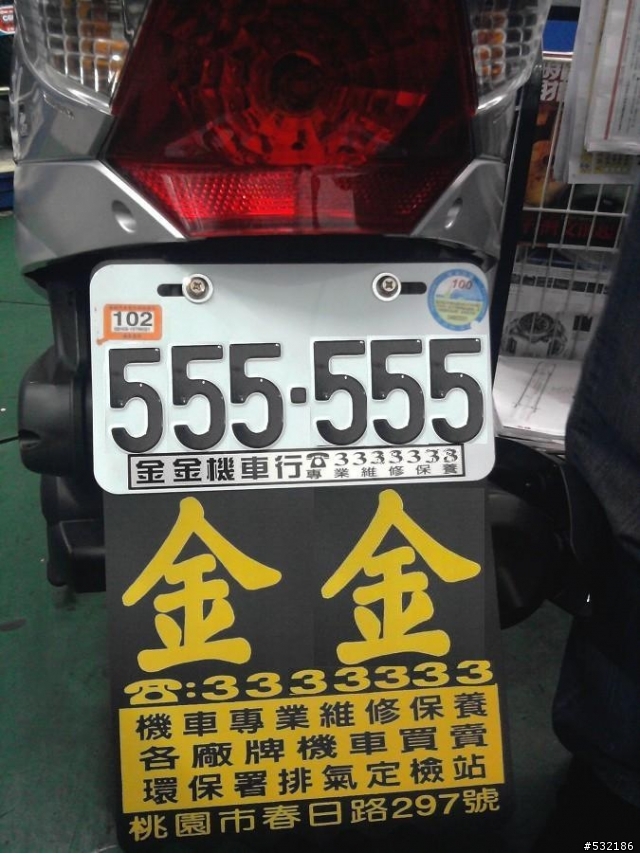 102
100
555·555
金金機車行☎3333333
專業維修保養
金金
☎:3333333
機車專業維修保養
各廠牌機車買賣
環保署排氣定檢站
桃園市春日路297號
#532186